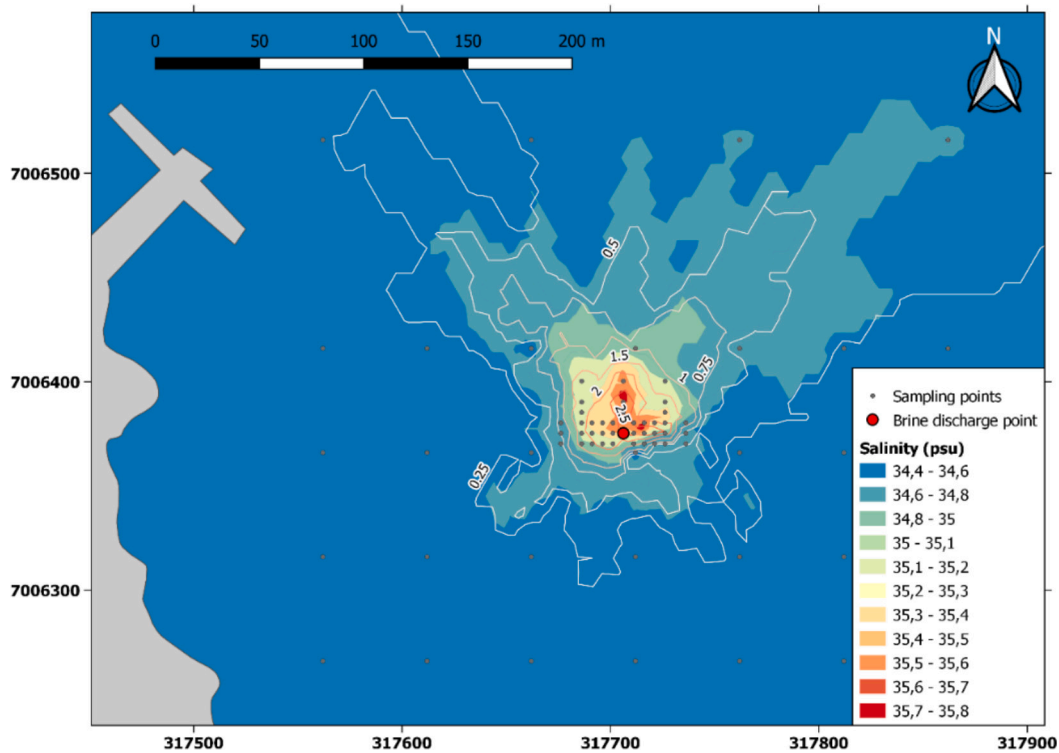 0 50 100 150 200 m
N
7006500
0.5
7006400
1.5
1
0.75
2
2.5
0.25
7006300
Sampling points
Brine discharge point
Salinity (psu)
34,4 - 34,6
34,6 - 34,8
34,8 - 35
35 - 35,1
35,1 - 35,2
35,2 - 35,3
35,3 - 35,4
35,4 - 35,5
35,5 - 35,6
35,6 - 35,7
35,7 - 35,8
317500 317600 317700 317800 317900